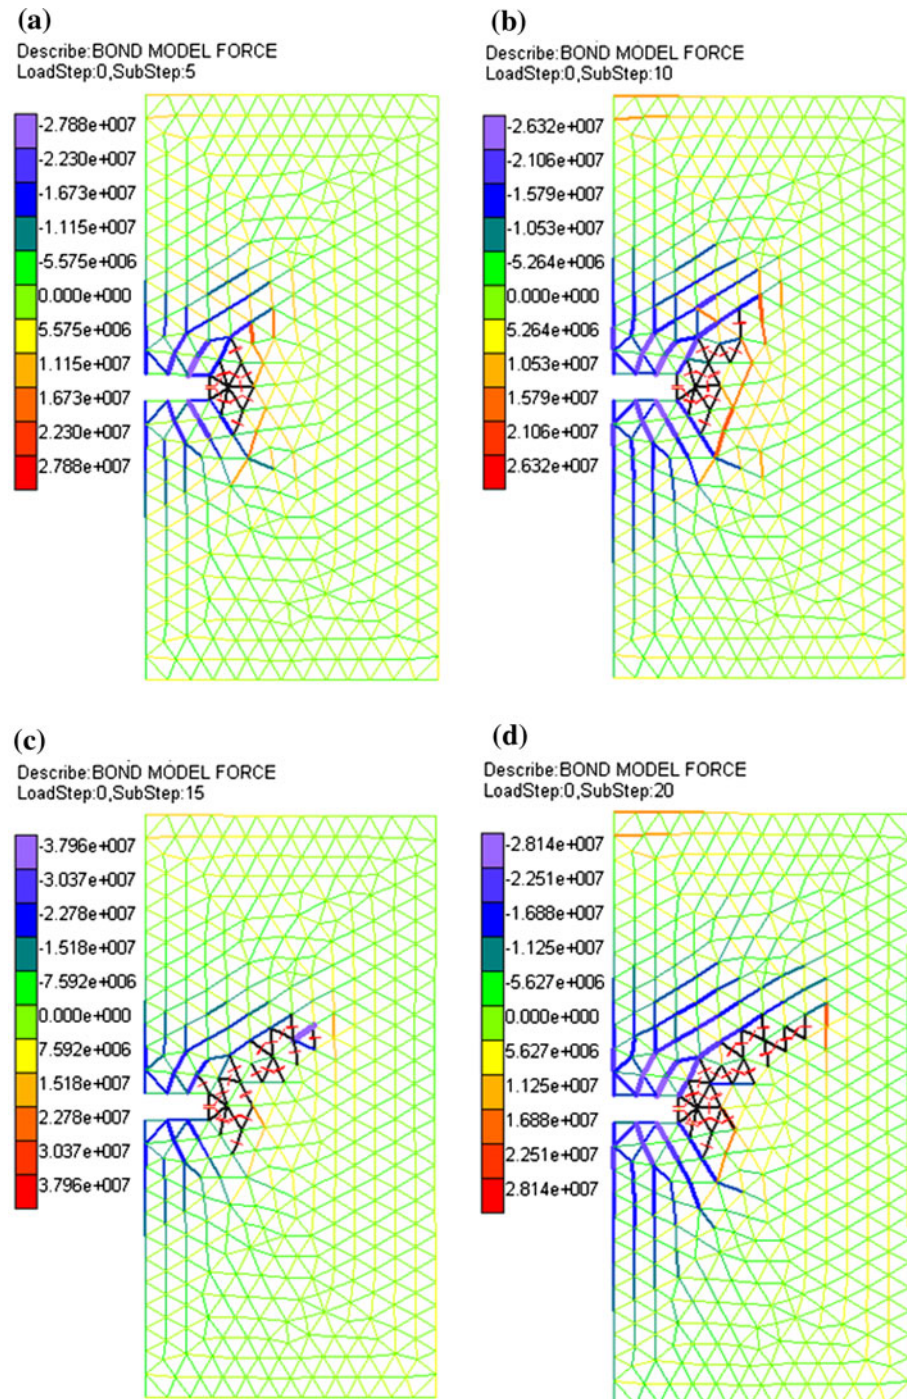 (a)
Describe:BOND MODEL FORCE
LoadStep:0,SubStep:5
-2.788e+007
-2.230e+007
-1.673e+007
-1.115e+007
-5.575e+006
0.000e+000
5.575e+006
1.115e+007
1.673e+007
2.230e+007
2.788e+007
(b)
Describe:BOND MODEL FORCE
LoadStep:0,SubStep:10
-2.632e+007
-2.106e+007
-1.579e+007
-1.053e+007
-5.264e+006
0.000e+000
5.264e+006
1.053e+007
1.579e+007
2.106e+007
2.632e+007
(c)
Describe:BOND MODEL FORCE
LoadStep:0,SubStep:15
-3.796e+007
-3.037e+007
-2.278e+007
-1.518e+007
-7.592e+006
0.000e+000
7.592e+006
1.518e+007
2.278e+007
3.037e+007
3.796e+007
(d)
Describe:BOND MODEL FORCE
LoadStep:0,SubStep:20
-2.814e+007
-2.251e+007
-1.688e+007
-1.125e+007
-5.627e+006
0.000e+000
5.627e+006
1.125e+007
1.688e+007
2.251e+007
2.814e+007